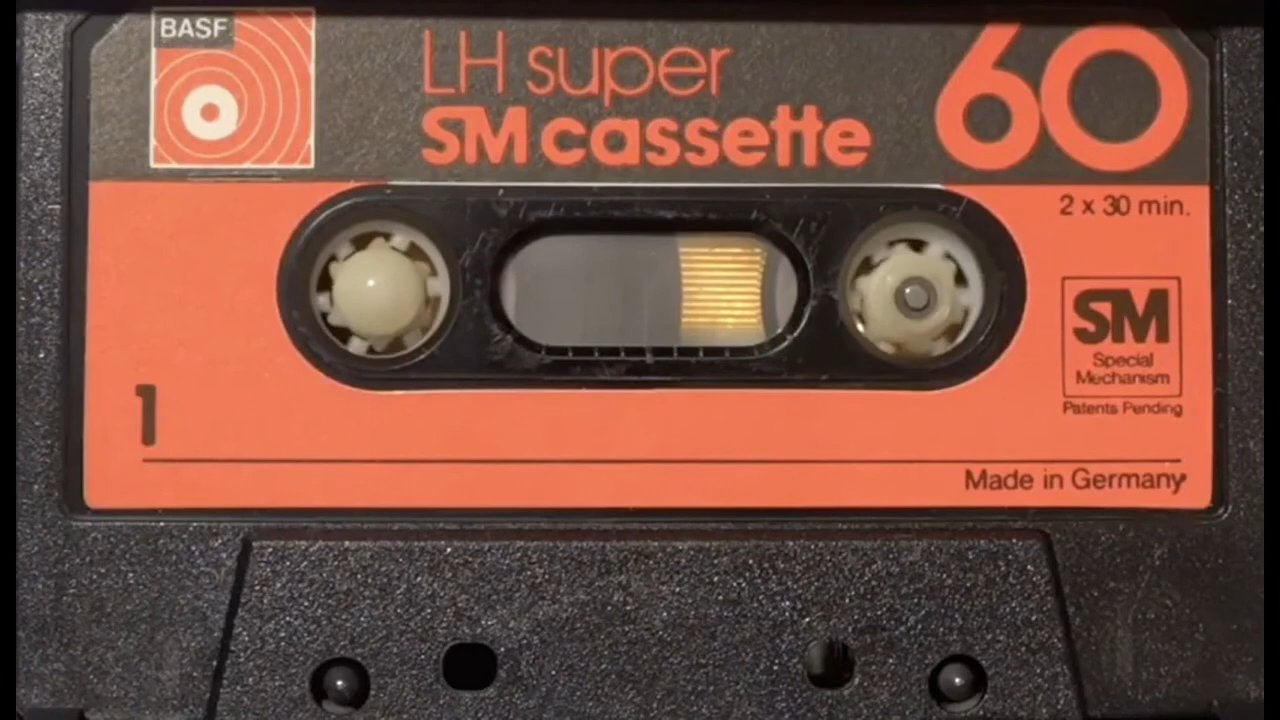 BASF
LH super
SM cassette
60
2 x 30 min.
SM
Special
Mechanism
Patents Pending
1
Made in Germany